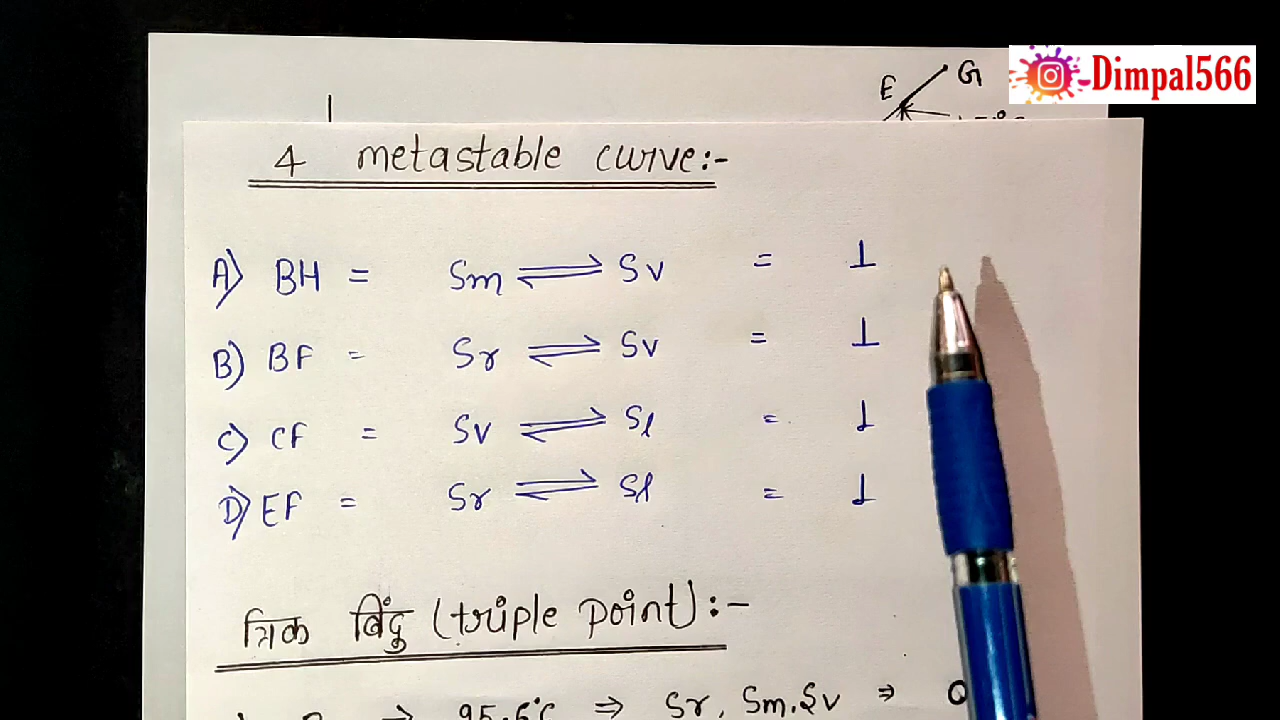 E G
Dimpal566
4 metastable curve:-
A) BH = Sm ⇌ Sv = 1
B) BF = Sr ⇌ Sv = 1
C) CF = Sv ⇌ Sl = 1
D) EF = Sr ⇌ Sl = 1
त्रिक बिंदु (triple point):-
⇒ 95.6°C ⇒ Sr, Sm, Sv ⇒ 0